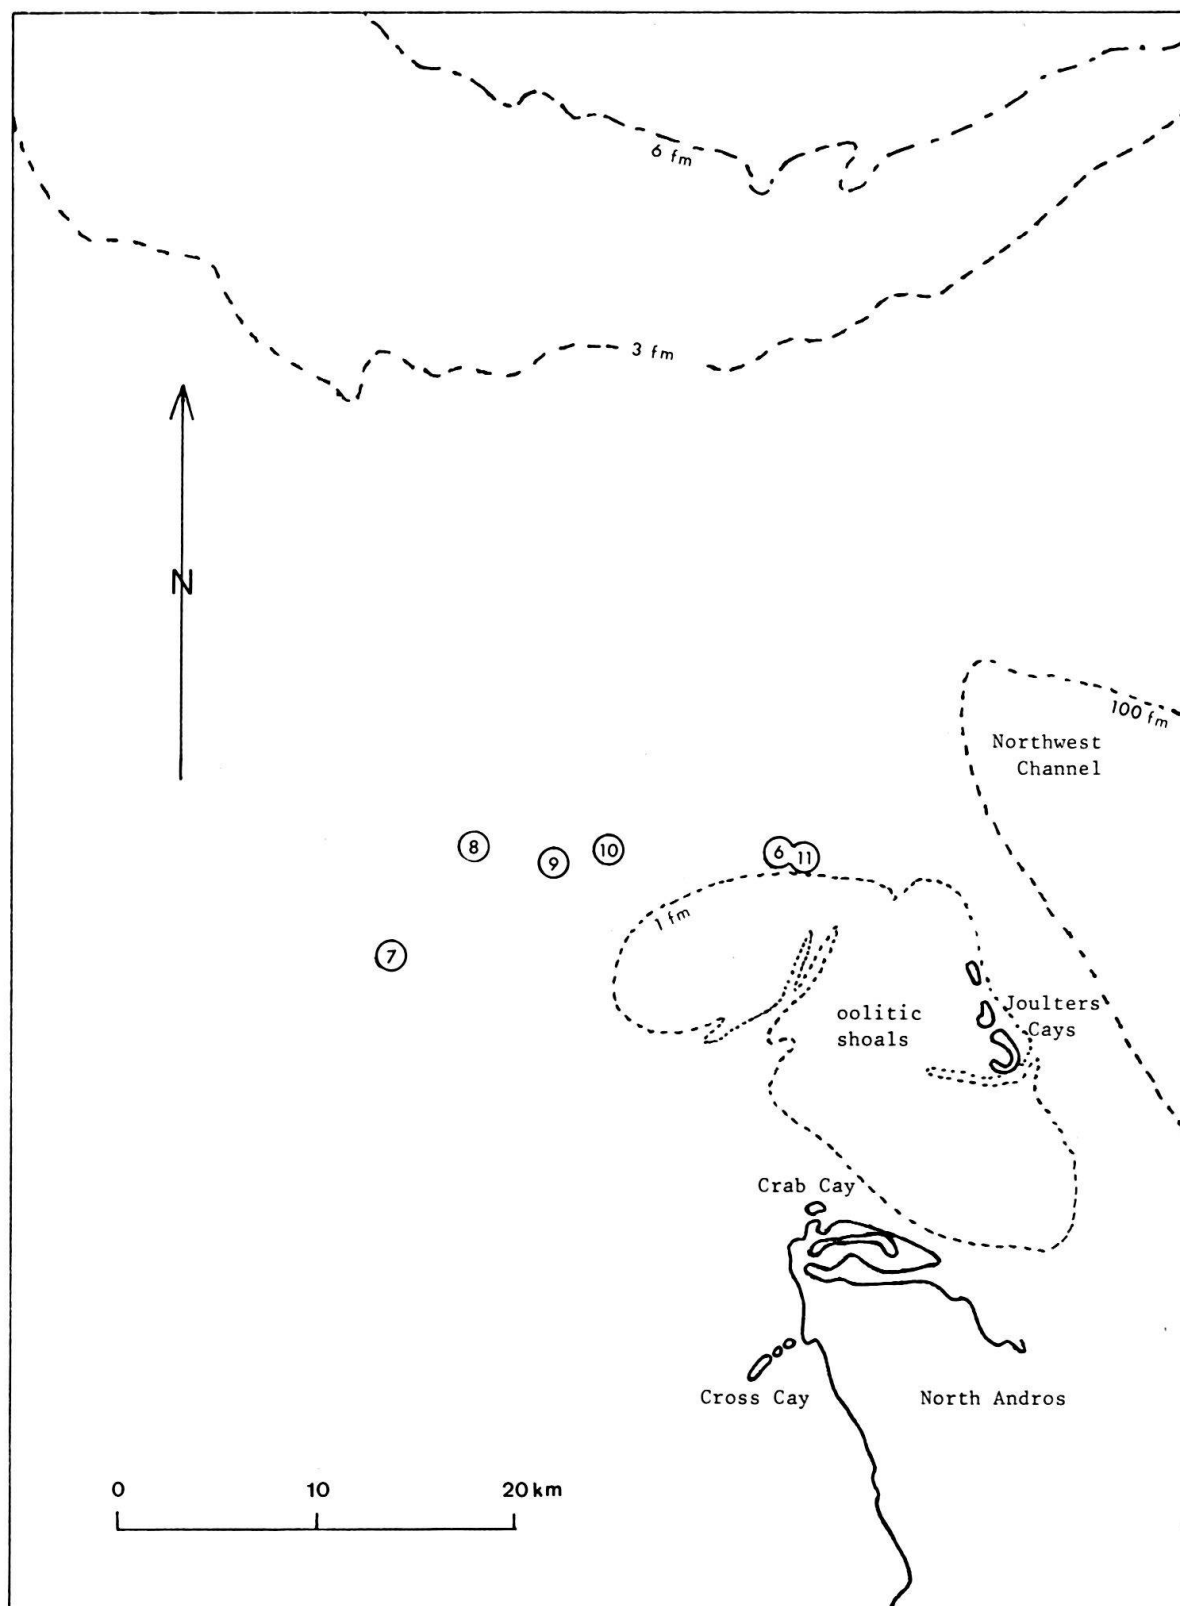 6 fm
3 fm
N
100 fm
Northwest
Channel
8
9
10
6
11
1 fm
7
oolitic
shoals
Joulters
Cays
Crab Cay
Cross Cay
North Andros
0 10 20 km